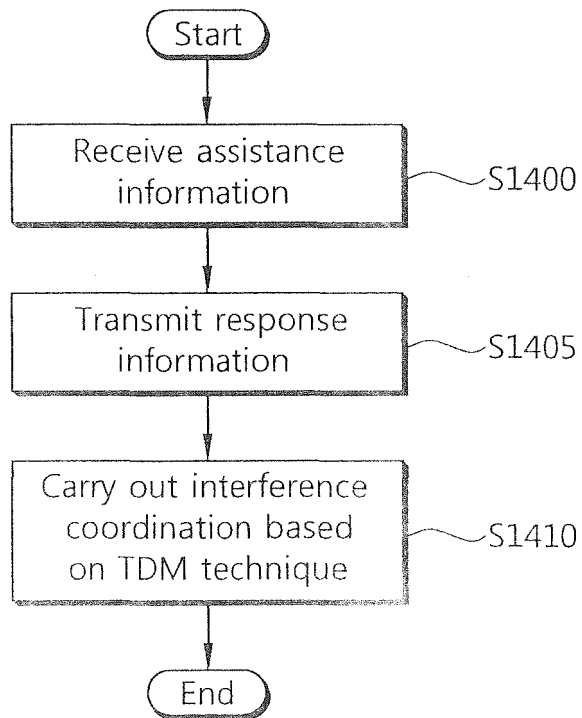 Start
Receive assistance
information
S1400
Transmit response
information
S1405
Carry out interference
coordination based
on TDM technique
S1410
End